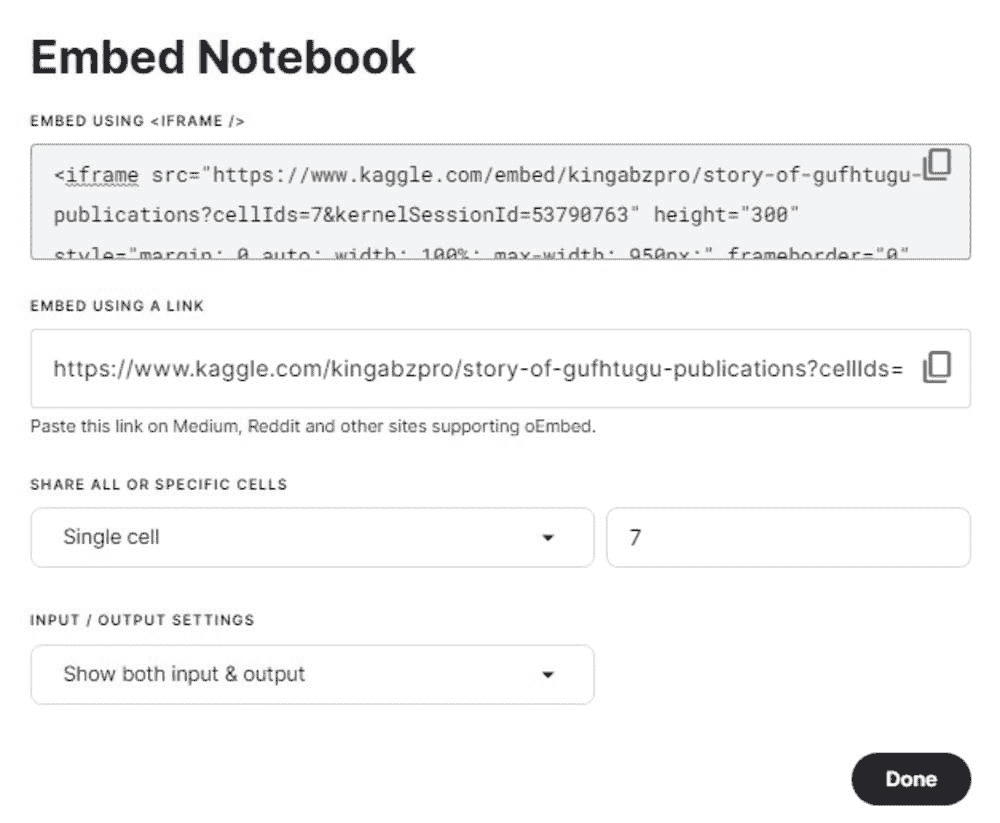 Embed Notebook
EMBED USING <IFRAME />
<iframe src="https://www.kaggle.com/embed/kingabzpro/story-of-gufhtugu-
publications?cellIds=7&kernelSessionId=53790763" height="300"
style="margin: 0 auto; width: 100%; max-width: 950px;" frameborder="0"
EMBED USING A LINK
https://www.kaggle.com/kingabzpro/story-of-gufhtugu-publications?cellIds=
Paste this link on Medium, Reddit and other sites supporting oEmbed.
SHARE ALL OR SPECIFIC CELLS
Single cell
7
INPUT / OUTPUT SETTINGS
Show both input & output
Done